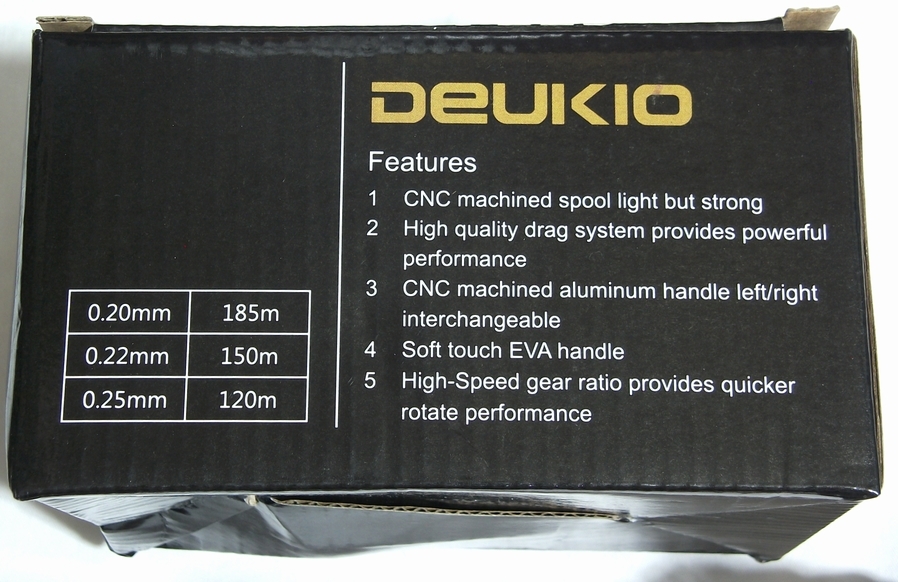 DEUKIO
Features
1 CNC machined spool light but strong
2 High quality drag system provides powerful
performance
3 CNC machined aluminum handle left/right
interchangeable
4 Soft touch EVA handle
5 High-Speed gear ratio provides quicker
rotate performance
0.20mm 185m
0.22mm 150m
0.25mm 120m